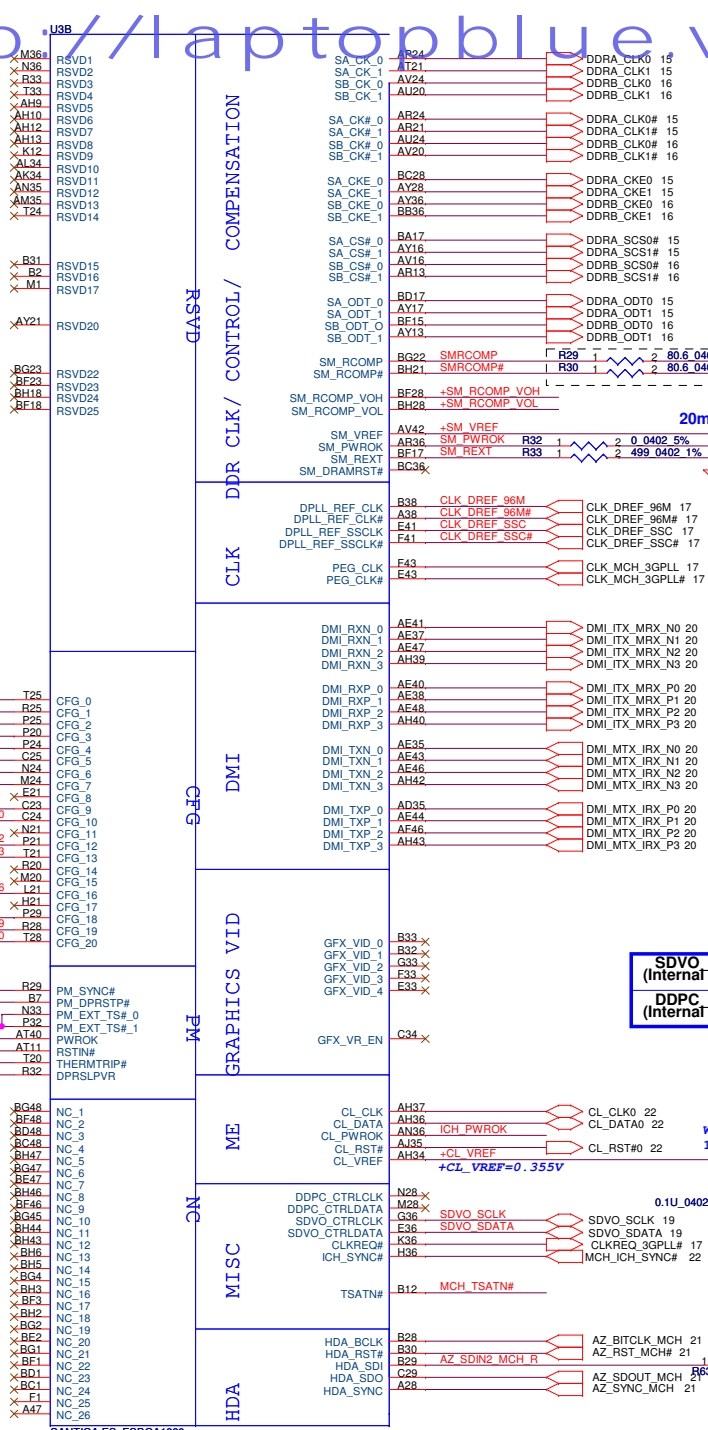 p://laptopblue.v
U3B
M36 RSVD1
N36 RSVD2
R33 RSVD3
T33 RSVD4
AH9 RSVD5
AH10 RSVD6
AH12 RSVD7
AH13 RSVD8
K12 RSVD9
AL34 RSVD10
AK34 RSVD11
AN35 RSVD12
AM35 RSVD13
T24 RSVD14
B31 RSVD15
B2 RSVD16
M1 RSVD17
AY21 RSVD20
BG23 RSVD22
BF23 RSVD23
BH18 RSVD24
BF18 RSVD25
RSVD
T25 CFG_0
R25 CFG_1
P25 CFG_2
P20 CFG_3
P24 CFG_4
C25 CFG_5
N24 CFG_6
M24 CFG_7
E21 CFG_8
C23 CFG_9
C24 CFG_10
N21 CFG_11
P21 CFG_12
T21 CFG_13
R20 CFG_14
M20 CFG_15
L21 CFG_16
H21 CFG_17
P29 CFG_18
R28 CFG_19
T28 CFG_20
CFG
R29 PM_SYNC#
B7 PM_DPRSTP#
N33 PM_EXT_TS#_0
P32 PM_EXT_TS#_1
AT40 PWROK
AT11 RSTIN#
T20 THERMTRIP#
R32 DPRSLPVR
PM
BG48 NC_1
BF48 NC_2
BD48 NC_3
BC48 NC_4
BH47 NC_5
BG47 NC_6
BE47 NC_7
BH46 NC_8
BF46 NC_9
BG45 NC_10
BH44 NC_11
BH43 NC_12
BH6 NC_13
BH5 NC_14
BG4 NC_15
BH3 NC_16
BF3 NC_17
BH2 NC_18
BG2 NC_19
BE2 NC_20
BG1 NC_21
BF1 NC_22
BD1 NC_23
BC1 NC_24
F1 NC_25
A47 NC_26
NC
DDR CLK/ CONTROL/ COMPENSATION
SA_CK_0 AP24 DDRA_CLK0 15
SA_CK_1 AT21 DDRA_CLK1 15
SB_CK_0 AV24 DDRB_CLK0 16
SB_CK_1 AU20 DDRB_CLK1 16
SA_CK#_0 AR24 DDRA_CLK0# 15
SA_CK#_1 AR21 DDRA_CLK1# 15
SB_CK#_0 AU24 DDRB_CLK0# 16
SB_CK#_1 AV20 DDRB_CLK1# 16
SA_CKE_0 BC28 DDRA_CKE0 15
SA_CKE_1 AY28 DDRA_CKE1 15
SB_CKE_0 AY36 DDRB_CKE0 16
SB_CKE_1 BB36 DDRB_CKE1 16
SA_CS#_0 BA17 DDRA_SCS0# 15
SA_CS#_1 AY16 DDRA_SCS1# 15
SB_CS#_0 AV16 DDRB_SCS0# 16
SB_CS#_1 AR13 DDRB_SCS1# 16
SA_ODT_0 BD17 DDRA_ODT0 15
SA_ODT_1 AY17 DDRA_ODT1 15
SB_ODT_O BF15 DDRB_ODT0 16
SB_ODT_1 AY13 DDRB_ODT1 16
SM_RCOMP BG22 SMRCOMP R29 1 2 80.6_040
SM_RCOMP# BH21 SMRCOMP# R30 1 2 80.6_040
SM_RCOMP_VOH BF28 +SM_RCOMP_VOH
SM_RCOMP_VOL BH28 +SM_RCOMP_VOL
20m
SM_VREF AV42 +SM_VREF
SM_PWROK AR36 SM_PWROK R32 1 2 0_0402_5%
SM_REXT BF17 SM_REXT R33 1 2 499_0402_1%
SM_DRAMRST# BC36
CLK
DPLL_REF_CLK B38 CLK_DREF_96M CLK_DREF_96M 17
DPLL_REF_CLK# A38 CLK_DREF_96M# CLK_DREF_96M# 17
DPLL_REF_SSCLK E41 CLK_DREF_SSC CLK_DREF_SSC 17
DPLL_REF_SSCLK# F41 CLK_DREF_SSC# CLK_DREF_SSC# 17
PEG_CLK F43 CLK_MCH_3GPLL 17
PEG_CLK# E43 CLK_MCH_3GPLL# 17
DMI
DMI_RXN_0 AE41 DMI_ITX_MRX_N0 20
DMI_RXN_1 AE37 DMI_ITX_MRX_N1 20
DMI_RXN_2 AE47 DMI_ITX_MRX_N2 20
DMI_RXN_3 AH39 DMI_ITX_MRX_N3 20
DMI_RXP_0 AE40 DMI_ITX_MRX_P0 20
DMI_RXP_1 AE38 DMI_ITX_MRX_P1 20
DMI_RXP_2 AE48 DMI_ITX_MRX_P2 20
DMI_RXP_3 AH40 DMI_ITX_MRX_P3 20
DMI_TXN_0 AE35 DMI_MTX_IRX_N0 20
DMI_TXN_1 AE43 DMI_MTX_IRX_N1 20
DMI_TXN_2 AE46 DMI_MTX_IRX_N2 20
DMI_TXN_3 AH42 DMI_MTX_IRX_N3 20
DMI_TXP_0 AD35 DMI_MTX_IRX_P0 20
DMI_TXP_1 AE44 DMI_MTX_IRX_P1 20
DMI_TXP_2 AF46 DMI_MTX_IRX_P2 20
DMI_TXP_3 AH43 DMI_MTX_IRX_P3 20
GRAPHICS VID
GFX_VID_0 B33
GFX_VID_1 B32
GFX_VID_2 G33
GFX_VID_3 F33
GFX_VID_4 E33
GFX_VR_EN C34
SDVO
(Internal
DDPC
(Internal
ME
CL_CLK AH37 CL_CLK0 22
CL_DATA AH36 CL_DATA0 22
CL_PWROK AN36 ICH_PWROK
CL_RST# AJ35 CL_RST#0 22
CL_VREF AH34 +CL_VREF
+CL_VREF=0.355V
MISC
0.1U_0402
DDPC_CTRLCLK N28
DDPC_CTRLDATA M28
SDVO_CTRLCLK G36 SDVO_SCLK SDVO_SCLK 19
SDVO_CTRLDATA E36 SDVO_SDATA SDVO_SDATA 19
CLKREQ# K36 CLKREQ_3GPLL# 17
ICH_SYNC# H36 MCH_ICH_SYNC# 22
TSATN# B12 MCH_TSATN#
HDA
HDA_BCLK B28 AZ_BITCLK_MCH 21
HDA_RST# B30 AZ_RST_MCH# 21
HDA_SDI B29 AZ_SDIN2_MCH_R 1
HDA_SDO C29 AZ_SDOUT_MCH 21
HDA_SYNC A28 AZ_SYNC_MCH 21